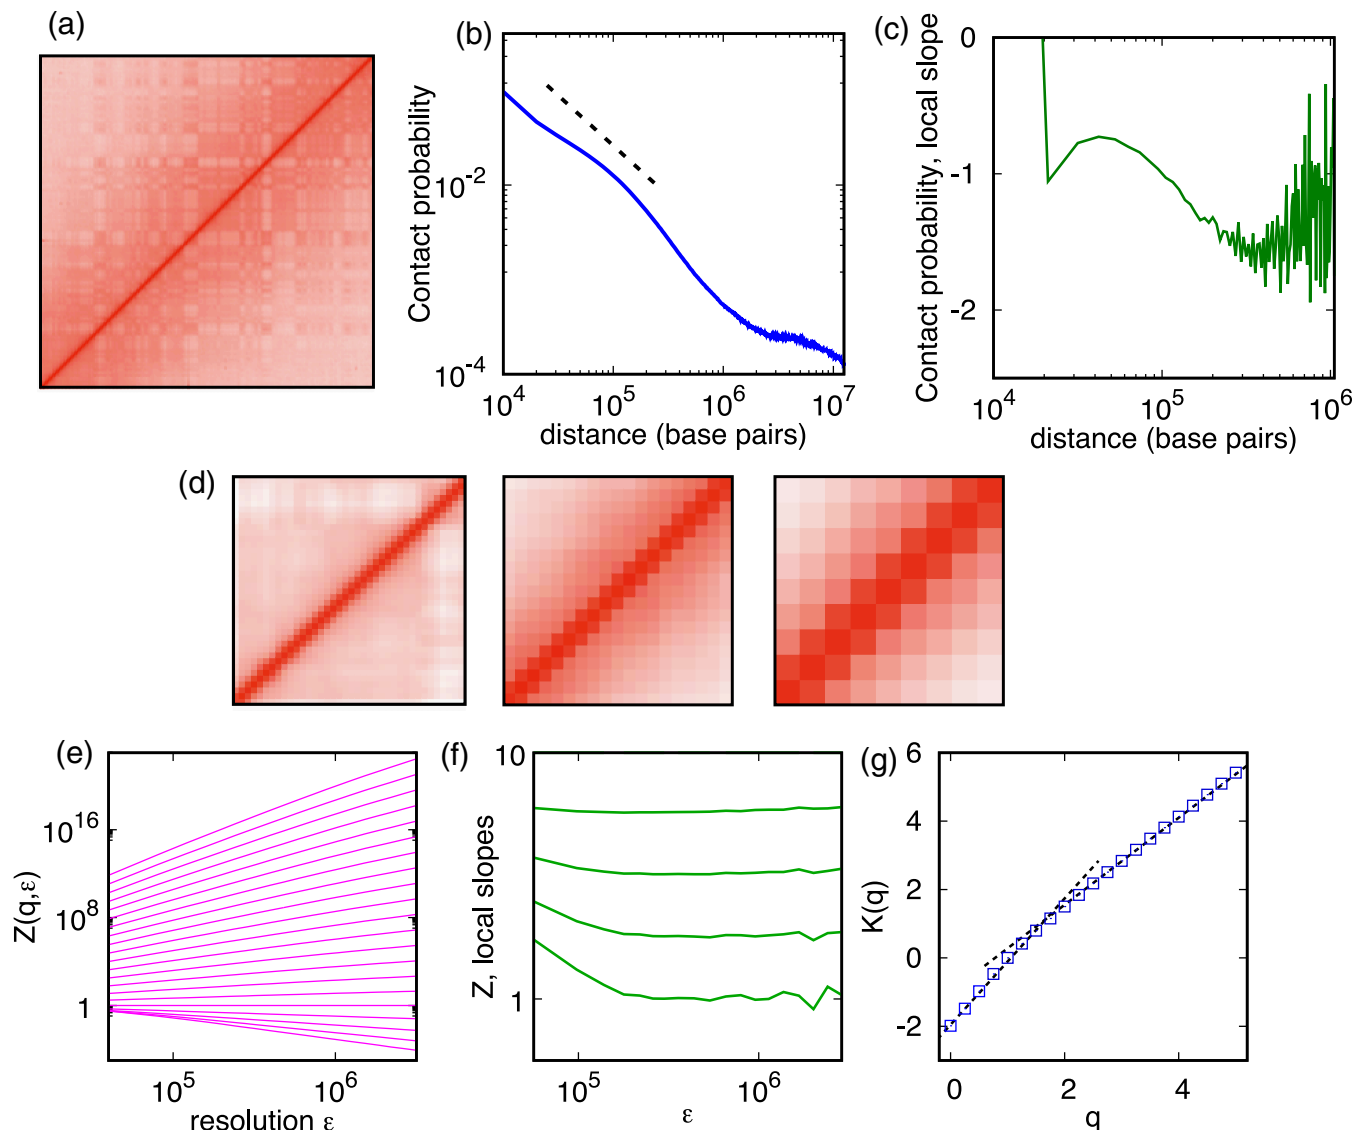 (a)
(b)
Contact probability
10^-2
10^-4
10^4
10^5
10^6
10^7
distance (base pairs)
(c)
Contact probability, local slope
0
-1
-2
10^4
10^5
10^6
distance (base pairs)
(d)
(e)
Z(q,ε)
10^16
10^8
1
10^5
10^6
resolution ε
(f)
Z, local slopes
10
1
10^5
10^6
ε
(g)
K(q)
6
4
2
0
-2
0
2
4
q